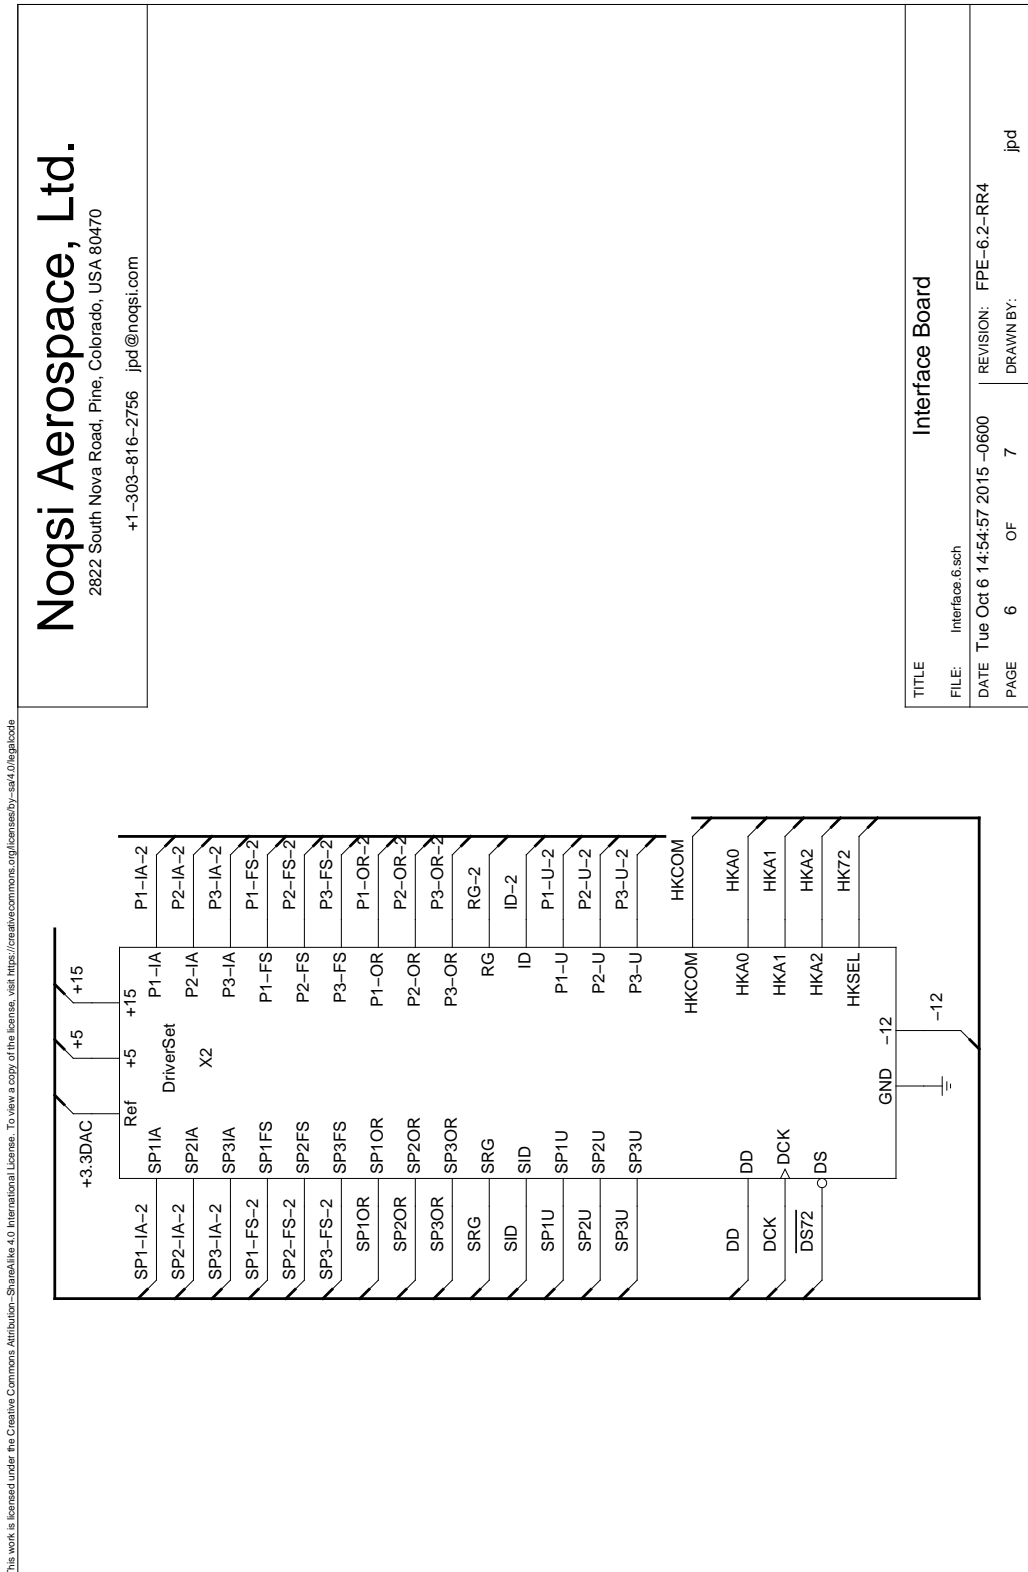 This work is licensed under the Creative Commons Attribution−ShareAlike 4.0 International License. To view a copy of the license, visit https://creativecommons.org/licenses/by−sa/4.0/legalcode
Noqsi Aerospace, Ltd.
2822 South Nova Road, Pine, Colorado, USA 80470
+1−303−816−2756 jpd@noqsi.com
+3.3DAC
+5
+15
Ref
+5
+15
DriverSet
X2
SP1−IA−2 SP1IA P1−IA P1−IA−2
SP2−IA−2 SP2IA P2−IA P2−IA−2
SP3−IA−2 SP3IA P3−IA P3−IA−2
SP1−FS−2 SP1FS P1−FS P1−FS−2
SP2−FS−2 SP2FS P2−FS P2−FS−2
SP3−FS−2 SP3FS P3−FS P3−FS−2
SP1OR SP1OR P1−OR P1−OR−2
SP2OR SP2OR P2−OR P2−OR−2
SP3OR SP3OR P3−OR P3−OR−2
SRG SRG RG RG−2
SID SID ID ID−2
SP1U SP1U P1−U P1−U−2
SP2U SP2U P2−U P2−U−2
SP3U SP3U P3−U P3−U−2
HKCOM HKCOM
DD DD HKA0 HKA0
DCK DCK HKA1 HKA1
DS72 DS HKA2 HKA2
HKSEL HK72
GND
−12
−12
TITLE
Interface Board
FILE: Interface.6.sch
DATE Tue Oct 6 14:54:57 2015 −0600 REVISION: FPE−6.2−RR4
PAGE 6 OF 7 DRAWN BY: jpd